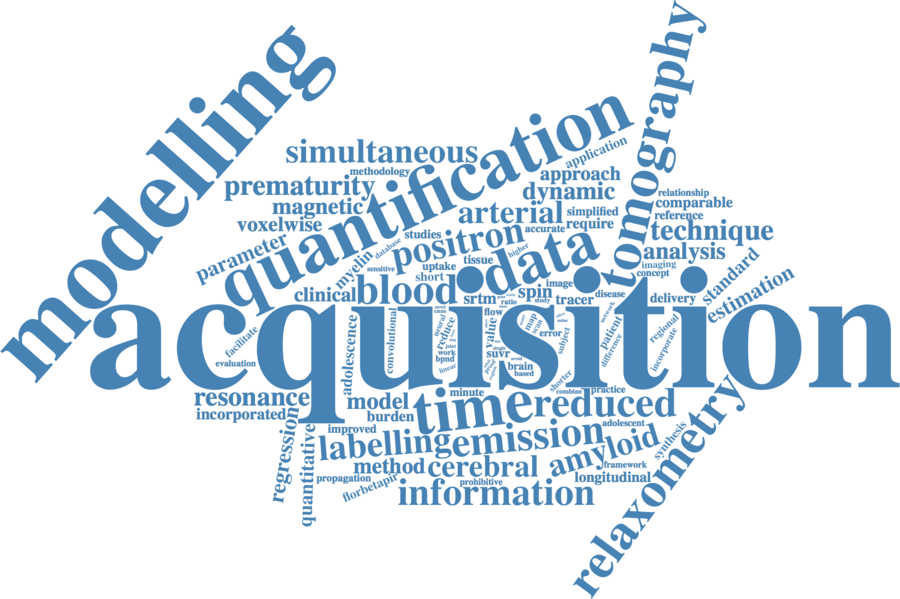 modelling
tomography
quantification
simultaneous
application
methodology
approach
prematurity
dynamic
relationship
magnetic
comparable
arterial
simplified
reference
voxelwise
accurate
require
technique
studies
positron
database
higher
parameter
data
analysis
myelin
sensitive
uptake
tissue
imaging
concept
short
image
standard
clinical
blood
srtm
spin
tracer
disease
delivery
estimation
ratio
study
acquisition
flow
facilitate
adolescence
convolutional
neural
reduce
value
map
scan
error
subject
network
patient
difference
regional
incorporate
evaluation
joint
work
bpnd
linear
suvr
brain
based
single
shorter
combine
practice
resonance
incorporated
model
burden
minute
time
reduced
relaxometry
regression
quantitative
improved
labelling
emission
adolescent
synthesis
amyloid
framework
method
cerebral
propagation
florbetapir
prohibitive
longitudinal
information